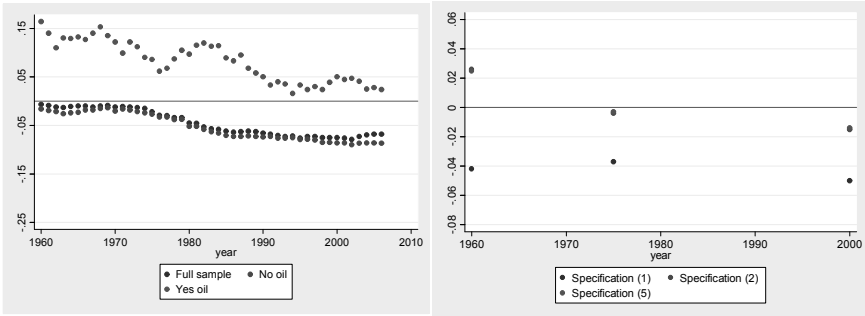 .15
.05
-.05
-.15
-.25
1960 1970 1980 1990 2000 2010
year
Full sample No oil
Yes oil
.06
.04
.02
0
-.02
-.04
-.06
-.08
1960 1970 1980 1990 2000
year
Specification (1) Specification (2)
Specification (5)